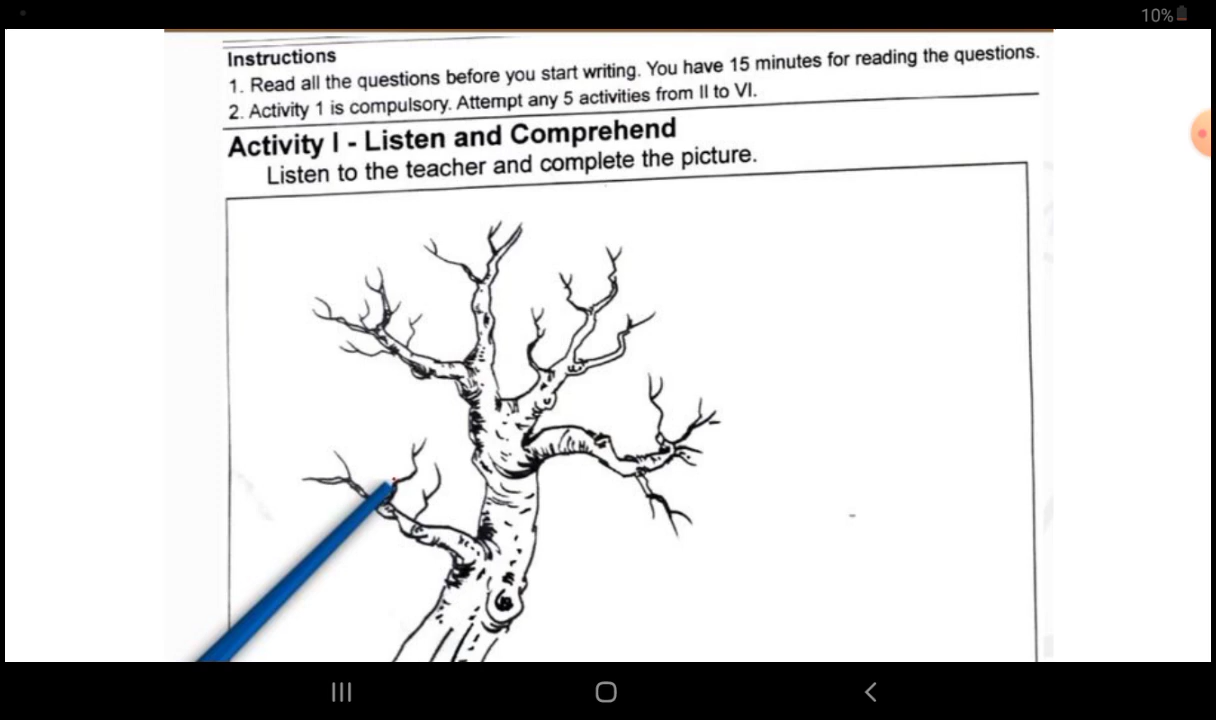 10%
Instructions
1. Read all the questions before you start writing. You have 15 minutes for reading the questions.
2. Activity 1 is compulsory. Attempt any 5 activities from II to VI.
Activity I - Listen and Comprehend
Listen to the teacher and complete the picture.